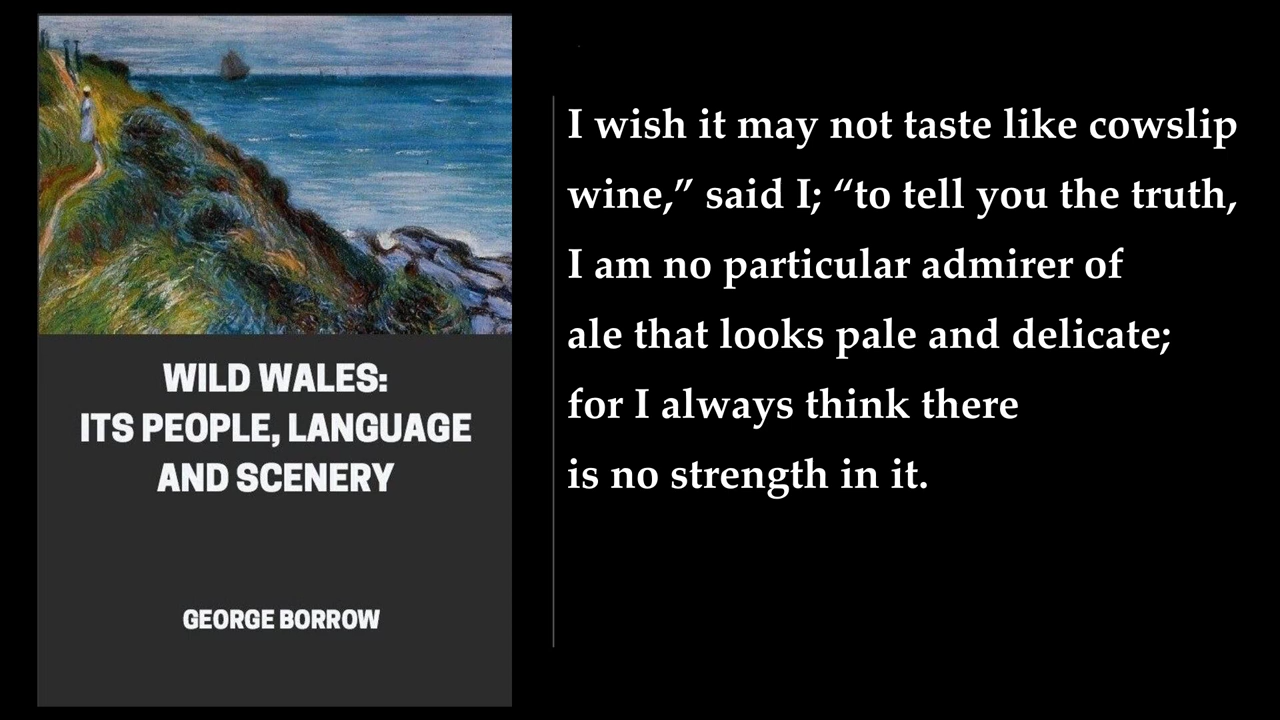 WILD WALES:
ITS PEOPLE, LANGUAGE
AND SCENERY
GEORGE BORROW
I wish it may not taste like cowslip
wine,” said I; “to tell you the truth,
I am no particular admirer of
ale that looks pale and delicate;
for I always think there
is no strength in it.